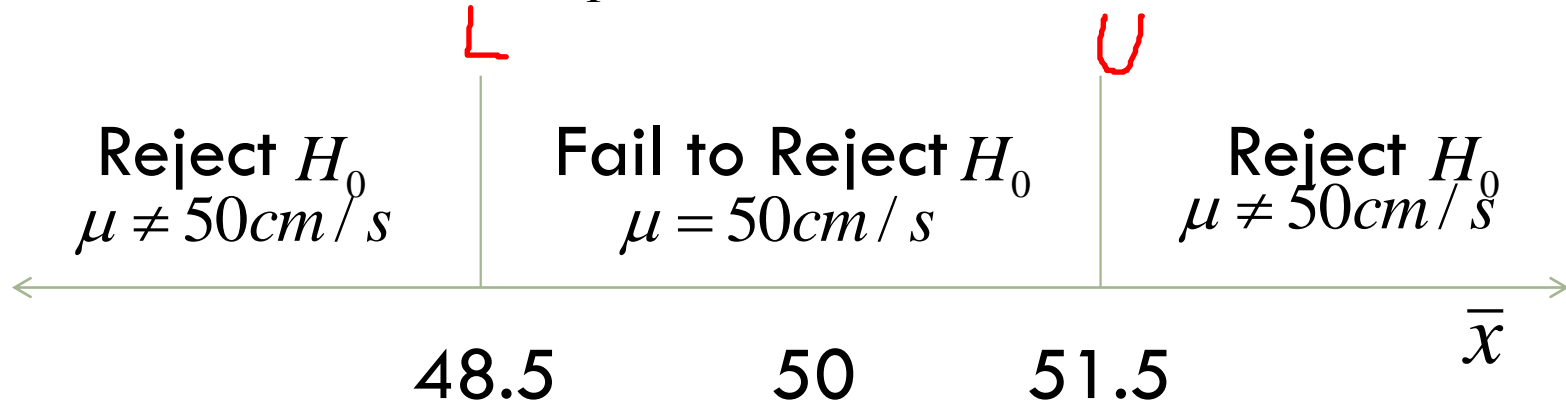 L U
Reject H₀ Fail to Reject H₀ Reject H₀
μ ≠ 50cm / s μ = 50cm / s μ ≠ 50cm / s
x̅
48.5 50 51.5